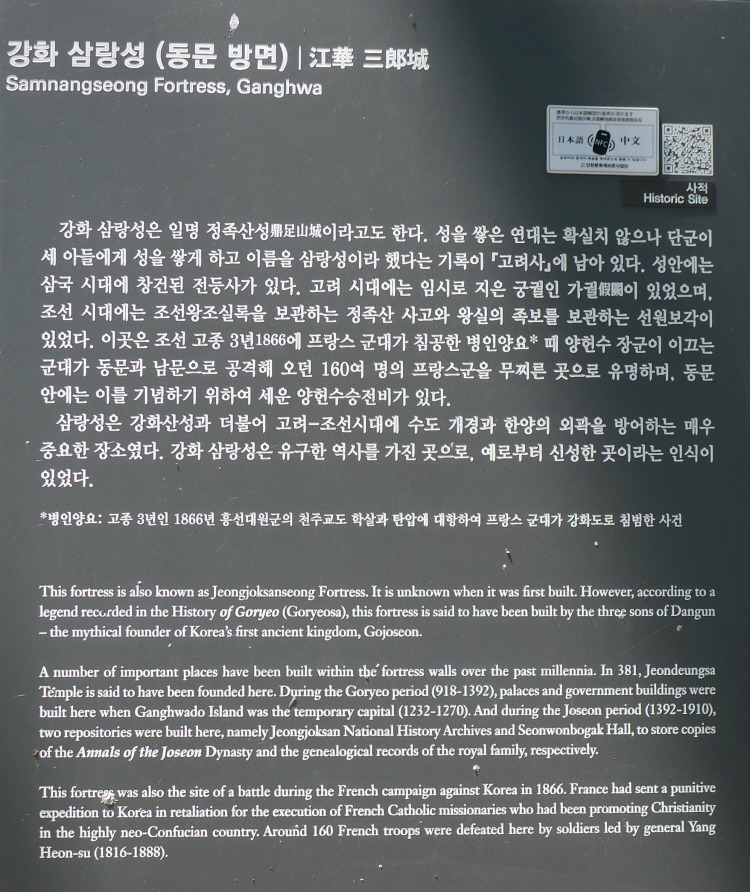 강화 삼랑성 (동문 방면) | 江華 三郎城
Samnangseong Fortress, Ganghwa
日本語
NFC
中文
사적
Historic Site
강화 삼랑성은 일명 정족산성鼎足山城이라고도 한다. 성을 쌓은 연대는 확실치 않으나 단군이
세 아들에게 성을 쌓게 하고 이름을 삼랑성이라 했다는 기록이 『고려사』에 남아 있다. 성안에는
삼국 시대에 창건된 전등사가 있다. 고려 시대에는 임시로 지은 궁궐인 가궐假闕이 있었으며,
조선 시대에는 조선왕조실록을 보관하는 정족산 사고와 왕실의 족보를 보관하는 선원보각이
있었다. 이곳은 조선 고종 3년1866에 프랑스 군대가 침공한 병인양요* 때 양헌수 장군이 이끄는
군대가 동문과 남문으로 공격해 오던 160여 명의 프랑스군을 무찌른 곳으로 유명하며, 동문
안에는 이를 기념하기 위하여 세운 양헌수승전비가 있다.
삼랑성은 강화산성과 더불어 고려-조선시대에 수도 개경과 한양의 외곽을 방어하는 매우
중요한 장소였다. 강화 삼랑성은 유구한 역사를 가진 곳으로, 예로부터 신성한 곳이라는 인식이
있었다.
*병인양요: 고종 3년인 1866년 흥선대원군의 천주교도 학살과 탄압에 대항하여 프랑스 군대가 강화도로 침범한 사건
This fortress is also known as Jeongjoksanseong Fortress. It is unknown when it was first built. However, according to a
legend recorded in the History of Goryeo (Goryeosa), this fortress is said to have been built by the three sons of Dangun
– the mythical founder of Korea's first ancient kingdom, Gojoseon.
A number of important places have been built within the fortress walls over the past millennia. In 381, Jeondeungsa
Temple is said to have been founded here. During the Goryeo period (918-1392), palaces and government buildings were
built here when Ganghwado Island was the temporary capital (1232-1270). And during the Joseon period (1392-1910),
two repositories were built here, namely Jeongjoksan National History Archives and Seonwonbogak Hall, to store copies
of the Annals of the Joseon Dynasty and the genealogical records of the royal family, respectively.
This fortress was also the site of a battle during the French campaign against Korea in 1866. France had sent a punitive
expedition to Korea in retaliation for the execution of French Catholic missionaries who had been promoting Christianity
in the highly neo-Confucian country. Around 160 French troops were defeated here by soldiers led by general Yang
Heon-su (1816-1888).